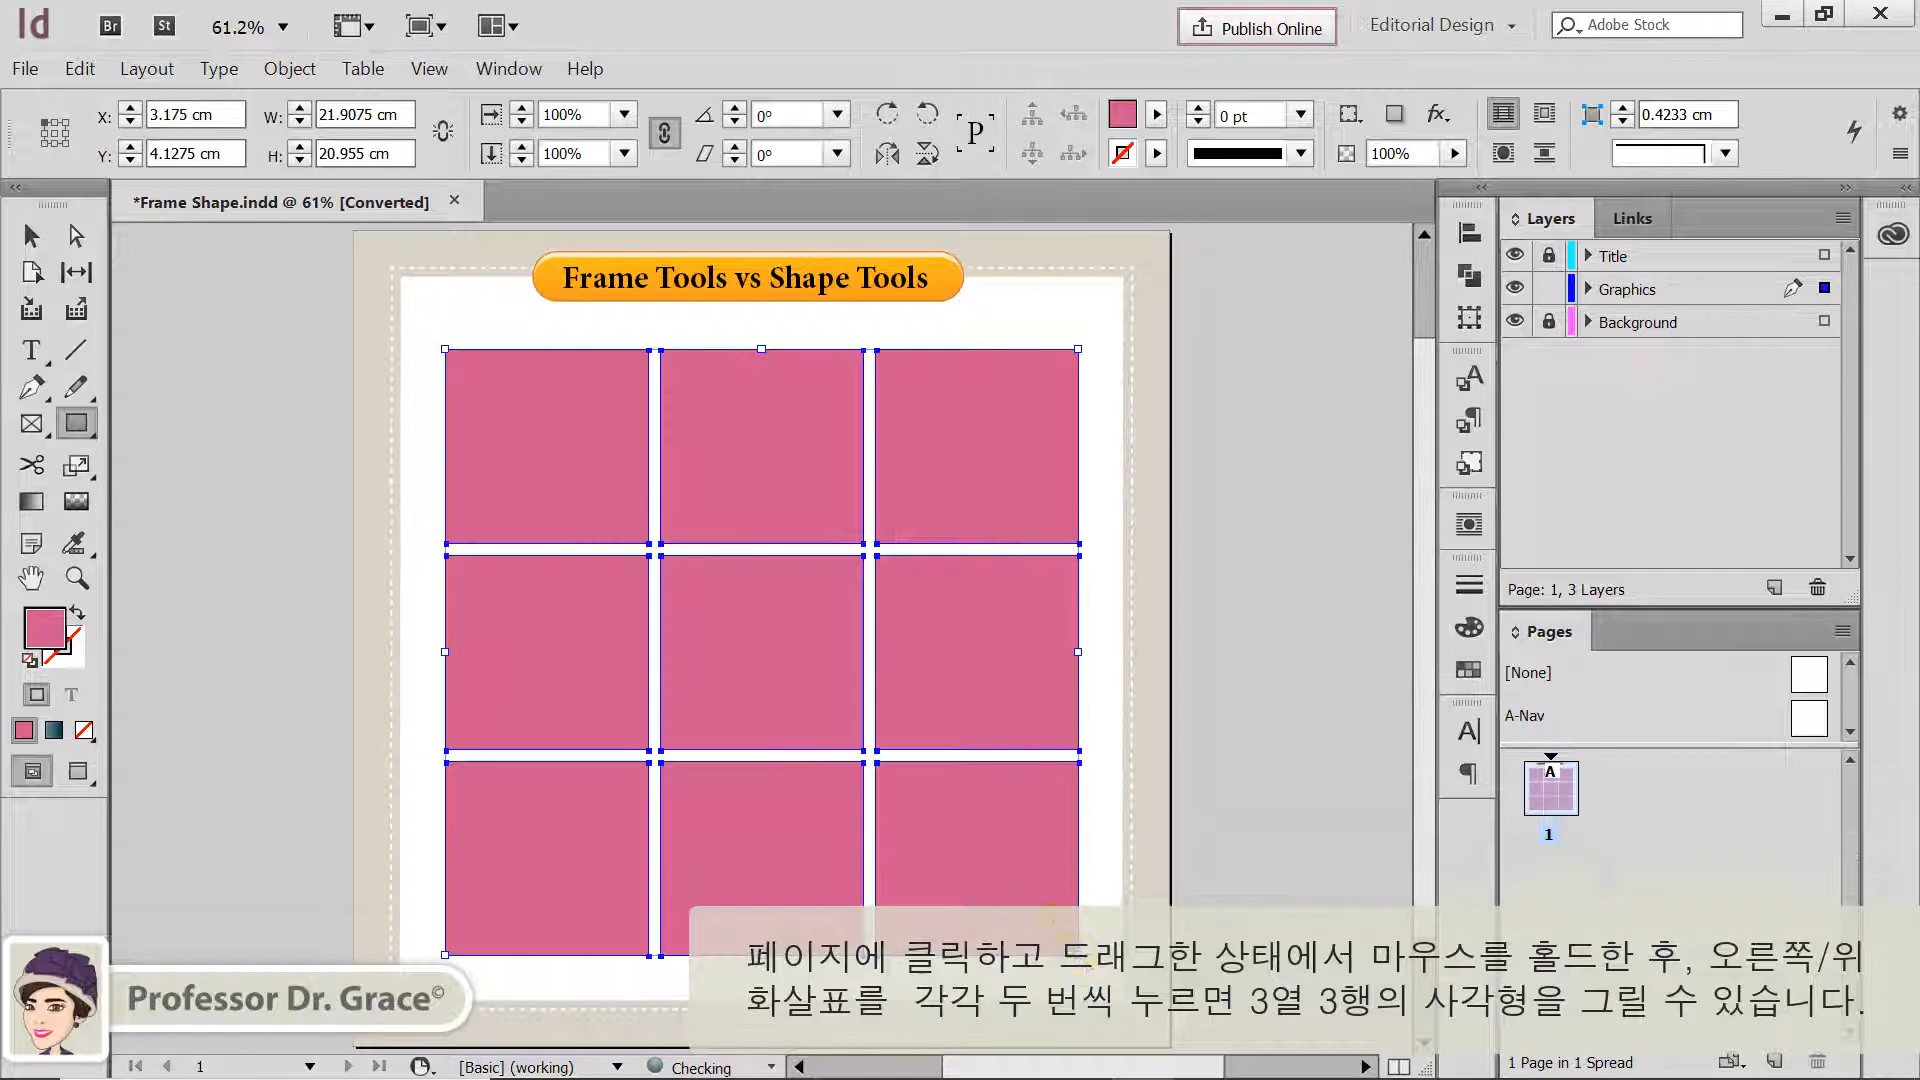 Id
Br
St
61.2%
Publish Online
Editorial Design
Adobe Stock
File Edit Layout Type Object Table View Window Help
X: 3.175 cm W: 21.9075 cm 100% 0° P 0 pt fx. 0.4233 cm
Y: 4.1275 cm H: 20.955 cm 100% 0° 100%
*Frame Shape.indd @ 61% [Converted]
Layers Links
Title
Graphics
Background
Page: 1, 3 Layers
Pages
[None]
A-Nav
A
1
Frame Tools vs Shape Tools
페이지에 클릭하고 드래그한 상태에서 마우스를 홀드한 후, 오른쪽/위
화살표를 각각 두 번씩 누르면 3열 3행의 사각형을 그릴 수 있습니다.
Professor Dr. Grace©
1
[Basic] (working)
Checking
1 Page in 1 Spread